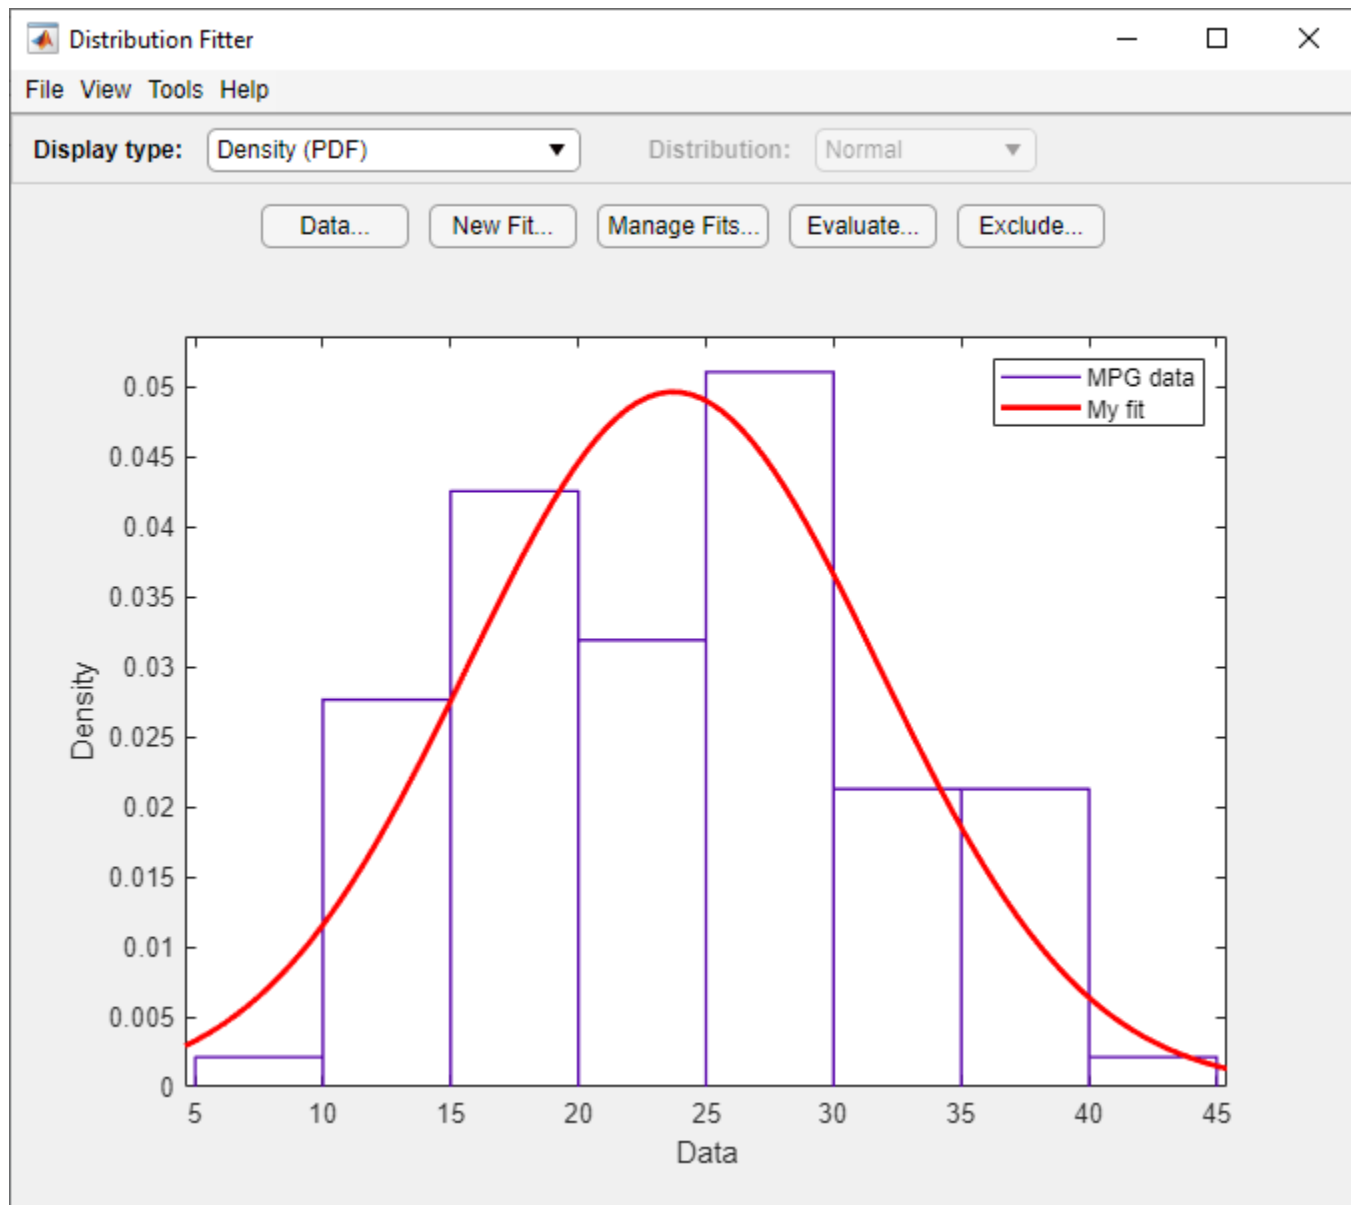 Distribution Fitter
File View Tools Help
Display type: Density (PDF) Distribution: Normal
Data... New Fit... Manage Fits... Evaluate... Exclude...
MPG data
My fit
0.05
0.045
0.04
0.035
0.03
0.025
0.02
0.015
0.01
0.005
0
Density
5 10 15 20 25 30 35 40 45
Data